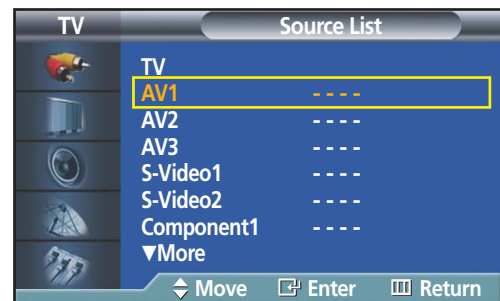 TV Source List
TV
AV1 - - - -
AV2 - - - -
AV3 - - - -
S-Video1 - - - -
S-Video2 - - - -
Component1 - - - -
▼More
Move Enter Return